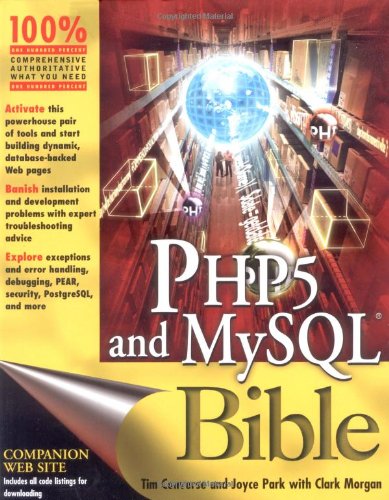 100%
ONE HUNDRED PERCENT
COMPREHENSIVE
AUTHORITATIVE
WHAT YOU NEED
ONE HUNDRED PERCENT
Activate this
powerhouse pair
of tools and start
building dynamic,
database-backed
Web pages
Banish installation
and development
problems with expert
troubleshooting
advice
Explore exceptions
and error handling,
debugging, PEAR,
security, PostgreSQL,
and more
PHP5
and MySQL®
Bible
COMPANION
WEB SITE
Includes all code listings for
downloading
Tim Converse and Joyce Park with Clark Morgan